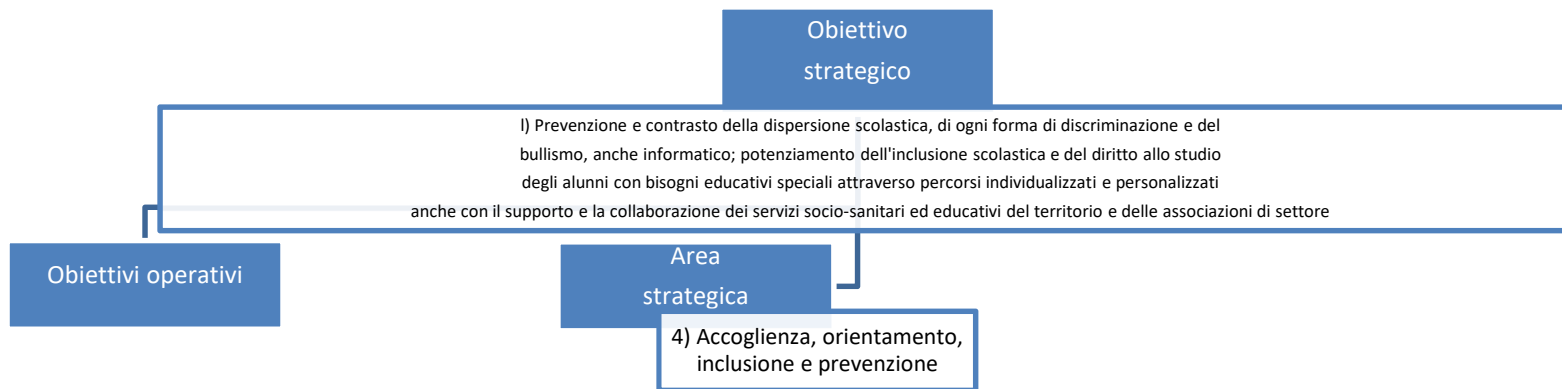 Obiettivo
strategico
l) Prevenzione e contrasto della dispersione scolastica, di ogni forma di discriminazione e del
bullismo, anche informatico; potenziamento dell'inclusione scolastica e del diritto allo studio
degli alunni con bisogni educativi speciali attraverso percorsi individualizzati e personalizzati
anche con il supporto e la collaborazione dei servizi socio-sanitari ed educativi del territorio e delle associazioni di settore
Obiettivi operativi
Area
strategica
4) Accoglienza, orientamento,
inclusione e prevenzione